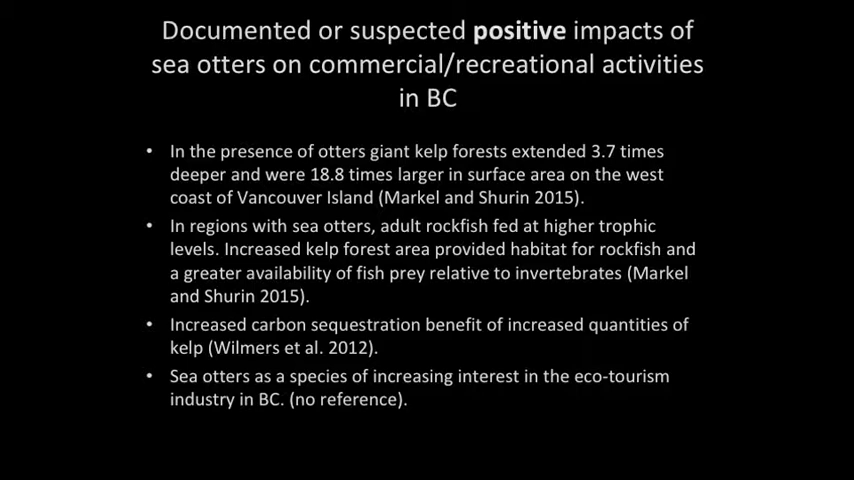 Documented or suspected positive impacts of
sea otters on commercial/recreational activities
in BC
• In the presence of otters giant kelp forests extended 3.7 times
deeper and were 18.8 times larger in surface area on the west
coast of Vancouver Island (Markel and Shurin 2015).
• In regions with sea otters, adult rockfish fed at higher trophic
levels. Increased kelp forest area provided habitat for rockfish and
a greater availability of fish prey relative to invertebrates (Markel
and Shurin 2015).
• Increased carbon sequestration benefit of increased quantities of
kelp (Wilmers et al. 2012).
• Sea otters as a species of increasing interest in the eco-tourism
industry in BC. (no reference).